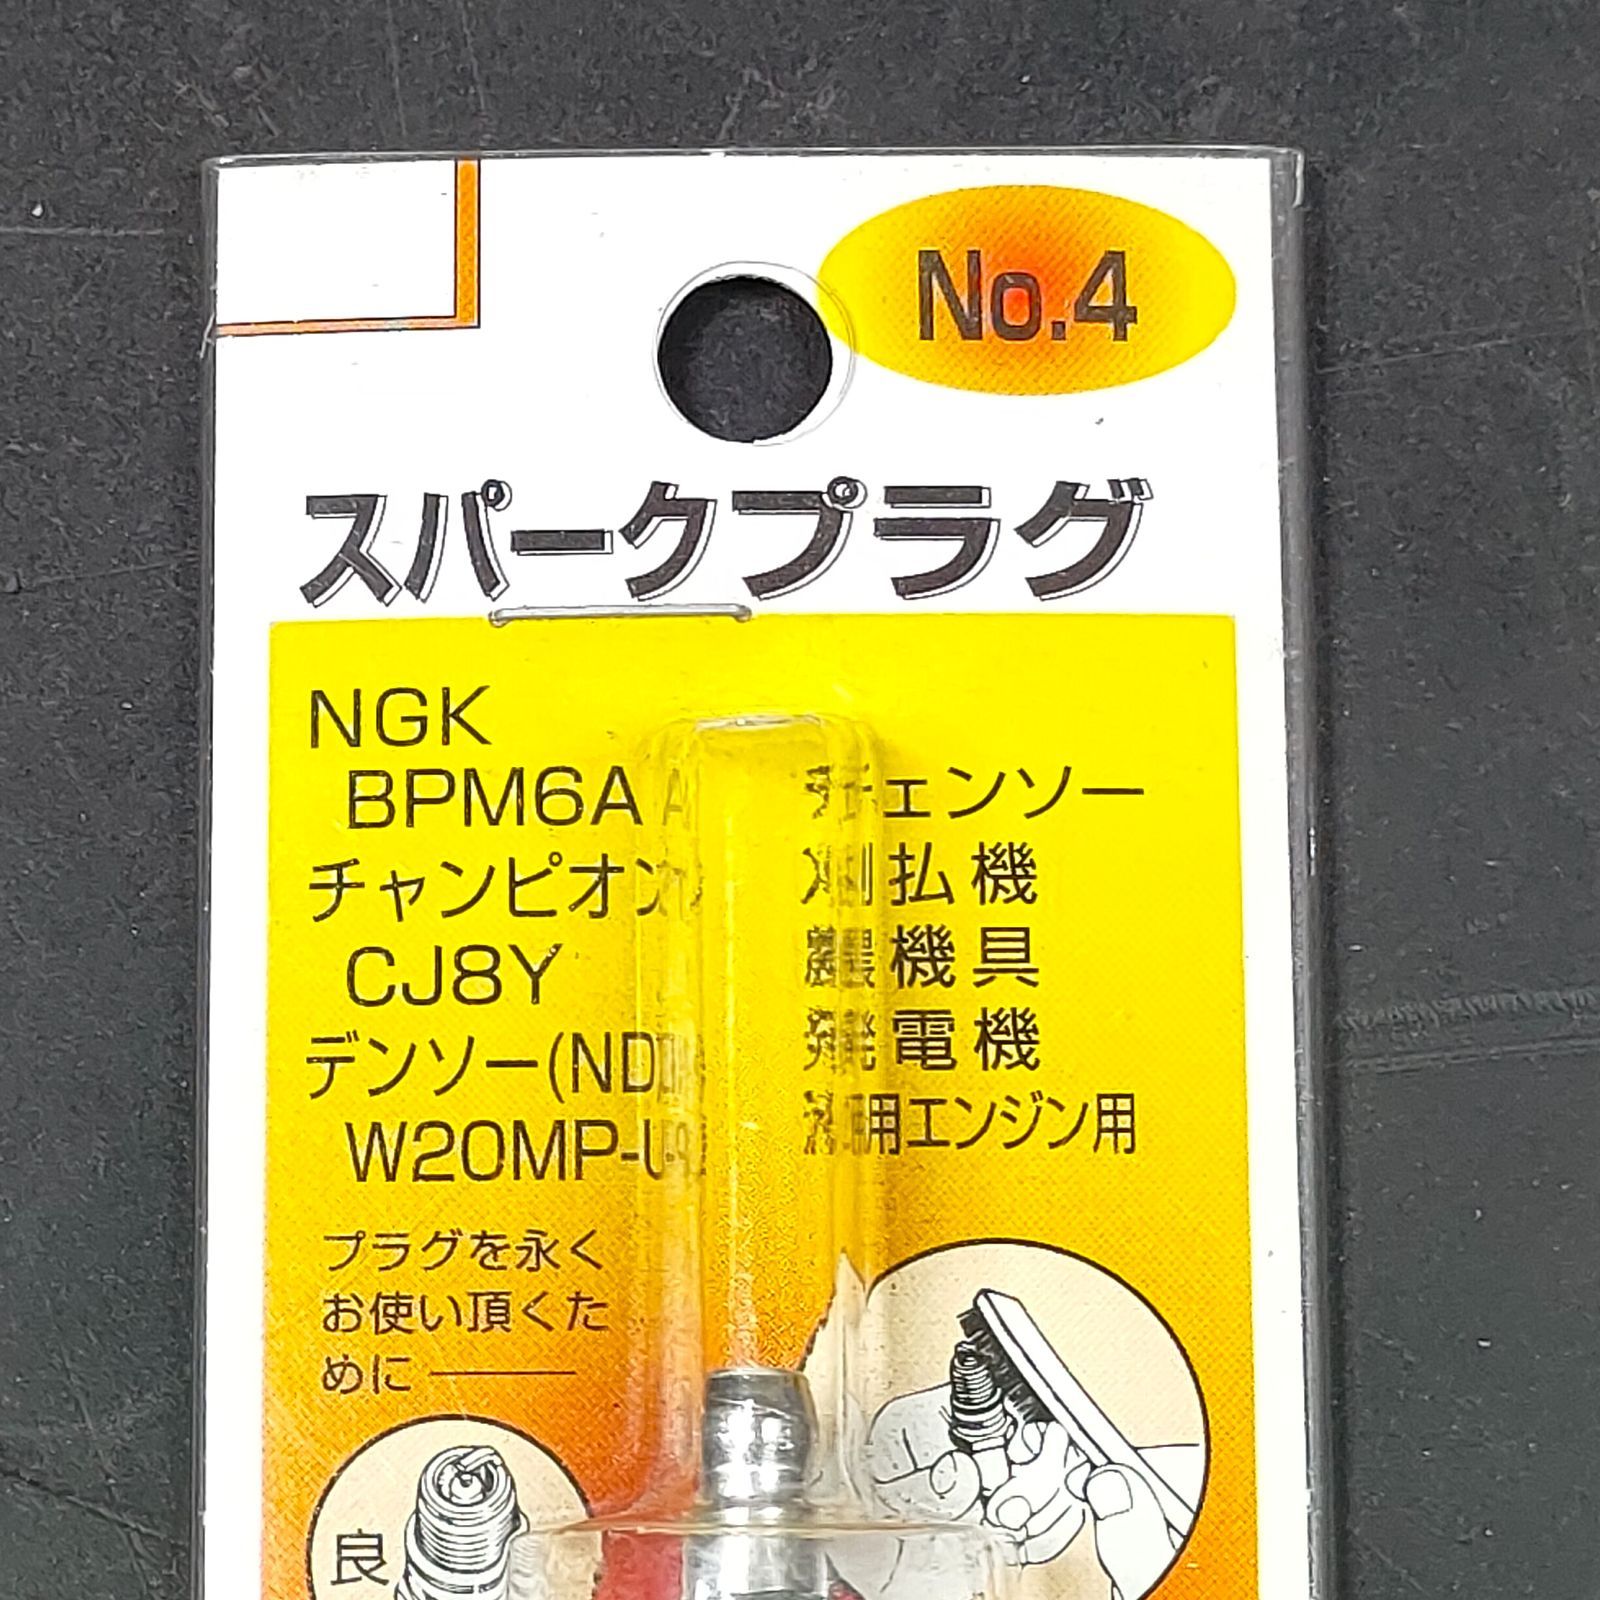 No.4
スパークプラグ
NGK
BPM6A
チャンピオン
CJ8Y
デンソー(ND)
W20MP-U
チェンソー
刈払機
農機具
発電機
汎用エンジン用
プラグを永く
お使い頂くた
めに
良